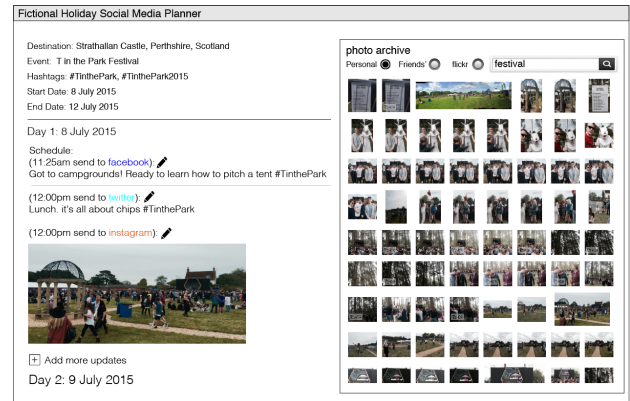 Fictional Holiday Social Media Planner
Destination: Strathallan Castle, Perthshire, Scotland
Event: T in the Park Festival
Hashtags: #TinthePark, #TinthePark2015
Start Date: 8 July 2015
End Date: 12 July 2015
Day 1: 8 July 2015
Schedule:
(11:25am send to facebook):
Got to campgrounds! Ready to learn how to pitch a tent #TinthePark
(12:00pm send to twitter):
Lunch. it's all about chips #TinthePark
(12:00pm send to instagram):
+ Add more updates
Day 2: 9 July 2015
photo archive
Personal Friends' flickr festival